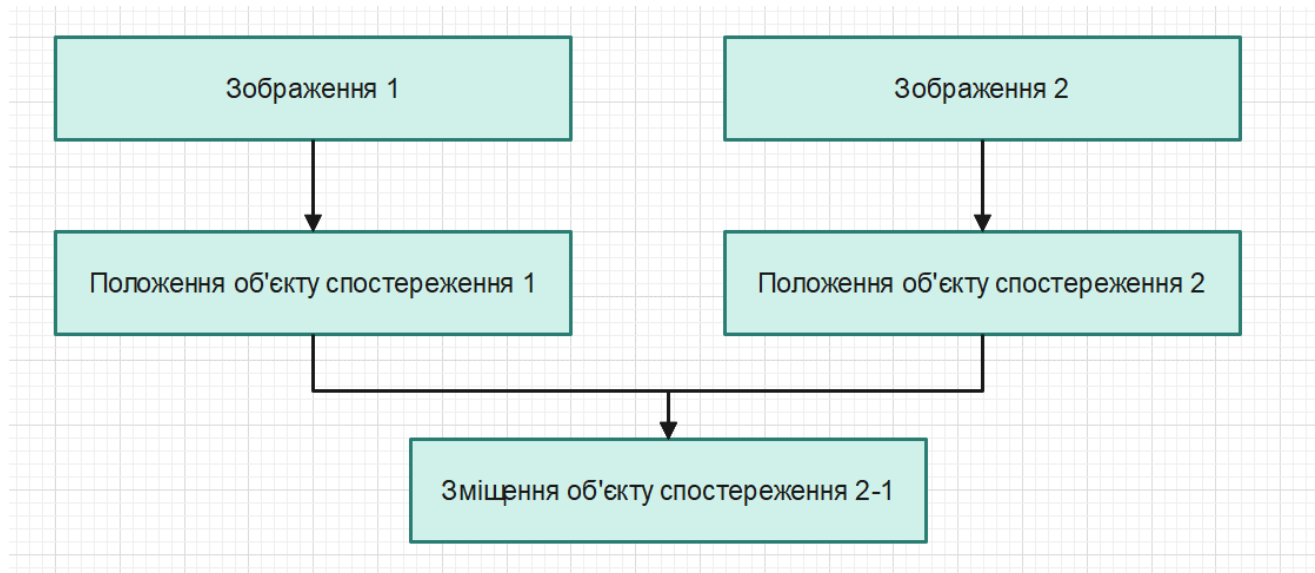 Зображення 1
Зображення 2
Положення об'єкту спостереження 1
Положення об'єкту спостереження 2
Зміщення об'єкту спостереження 2-1